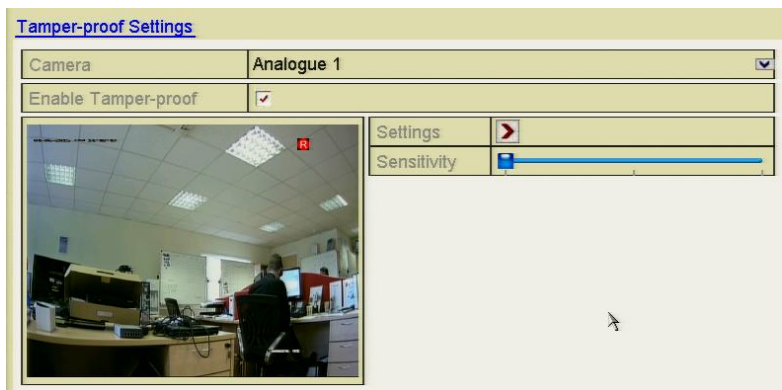 Tamper-proof Settings
Camera
Analogue 1
Enable Tamper-proof
R
Settings
Sensitivity